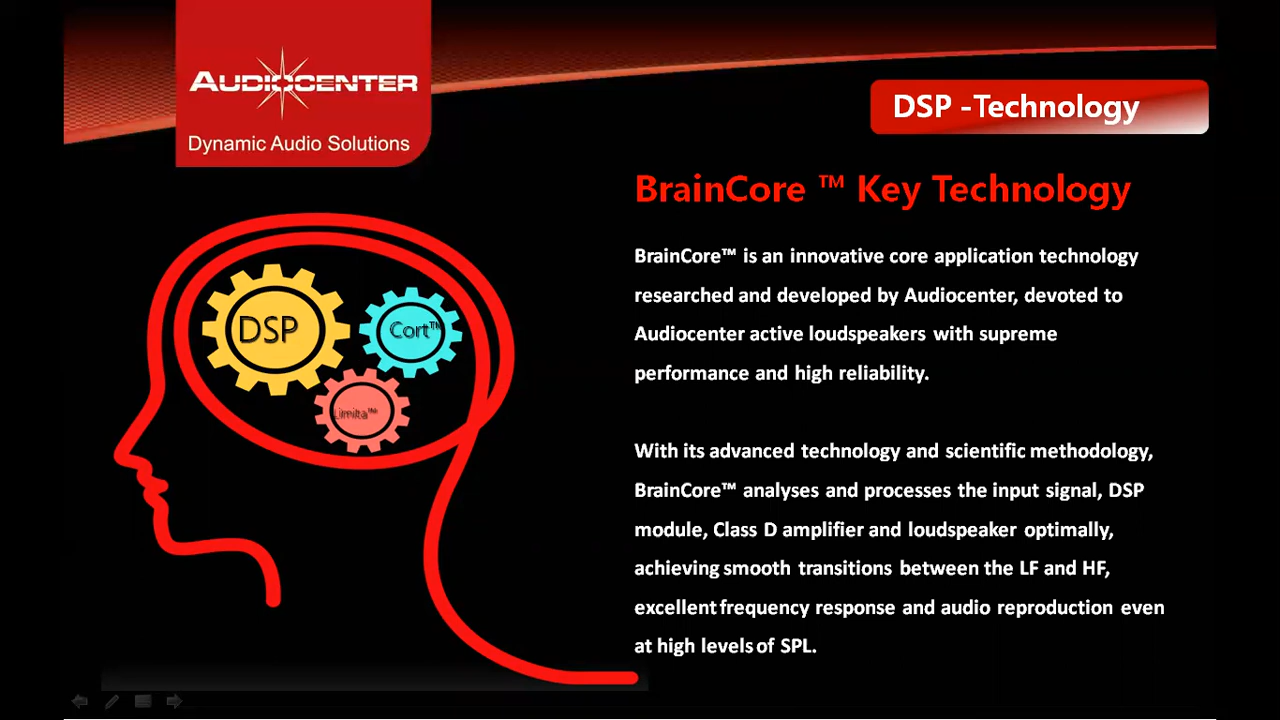 AUDIOCENTER
Dynamic Audio Solutions
DSP -Technology
BrainCore ™ Key Technology
BrainCore™ is an innovative core application technology
researched and developed by Audiocenter, devoted to
Audiocenter active loudspeakers with supreme
performance and high reliability.
With its advanced technology and scientific methodology,
BrainCore™ analyses and processes the input signal, DSP
module, Class D amplifier and loudspeaker optimally,
achieving smooth transitions between the LF and HF,
excellent frequency response and audio reproduction even
at high levels of SPL.
DSP
Cort™
Limita™